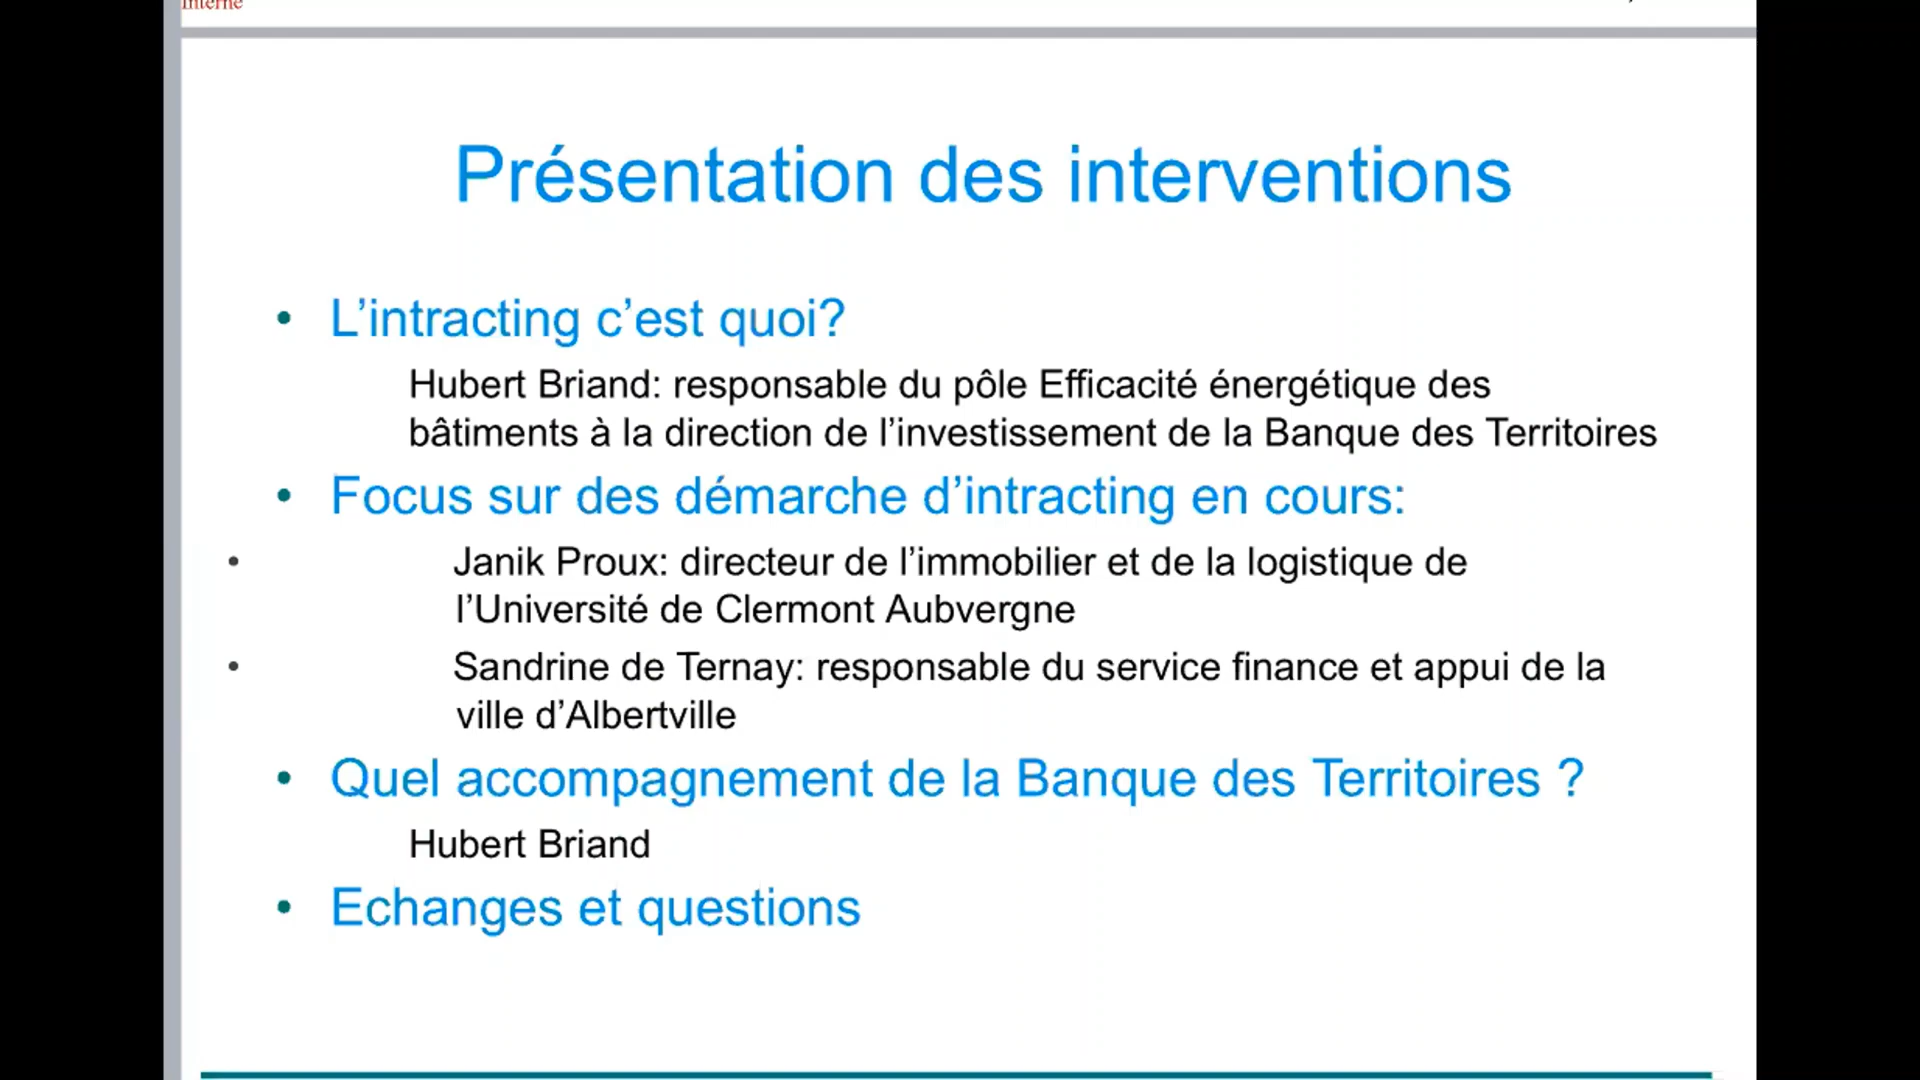 Interne
Présentation des interventions
• L’intracting c’est quoi?
Hubert Briand: responsable du pôle Efficacité énergétique des
bâtiments à la direction de l’investissement de la Banque des Territoires
• Focus sur des démarche d’intracting en cours:
• Janik Proux: directeur de l’immobilier et de la logistique de
l’Université de Clermont Aubvergne
• Sandrine de Ternay: responsable du service finance et appui de la
ville d’Albertville
• Quel accompagnement de la Banque des Territoires ?
Hubert Briand
• Echanges et questions